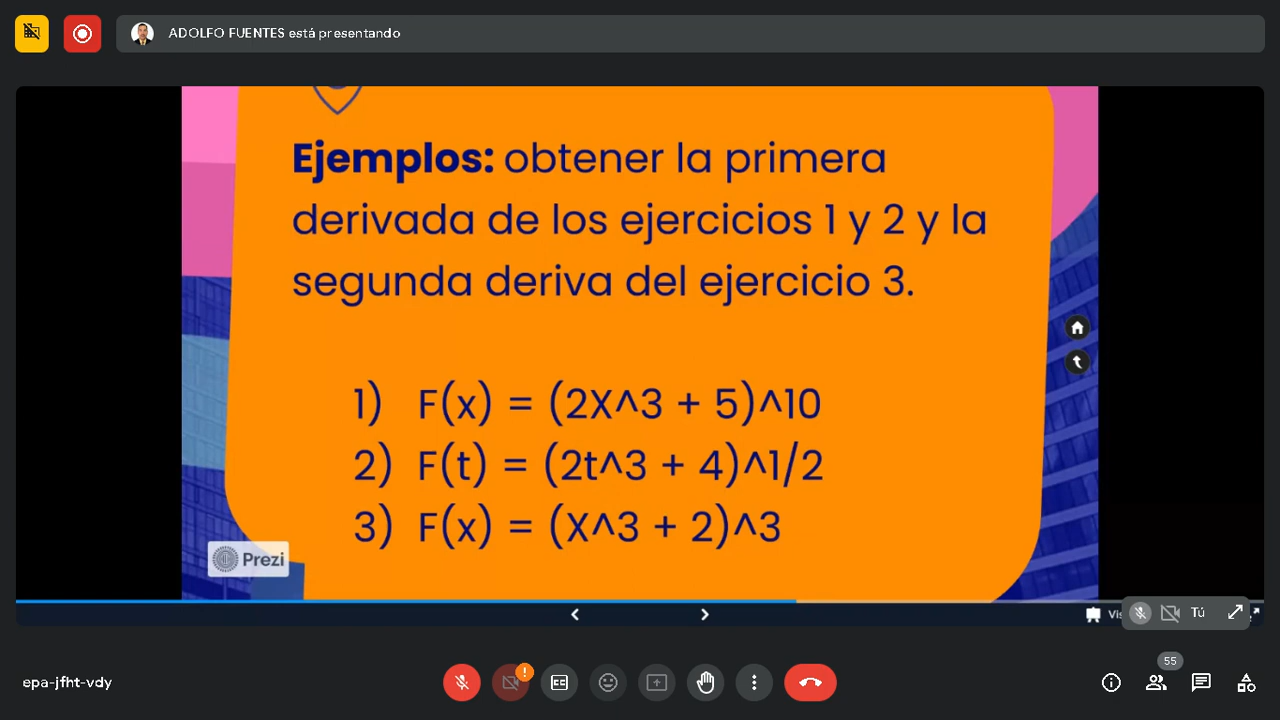 ADOLFO FUENTES está presentando
Ejemplos: obtener la primera
derivada de los ejercicios 1 y 2 y la
segunda deriva del ejercicio 3.
1) F(x) = (2X^3 + 5)^10
2) F(t) = (2t^3 + 4)^1/2
3) F(x) = (X^3 + 2)^3
Prezi
Tú
55
epa-jfht-vdy